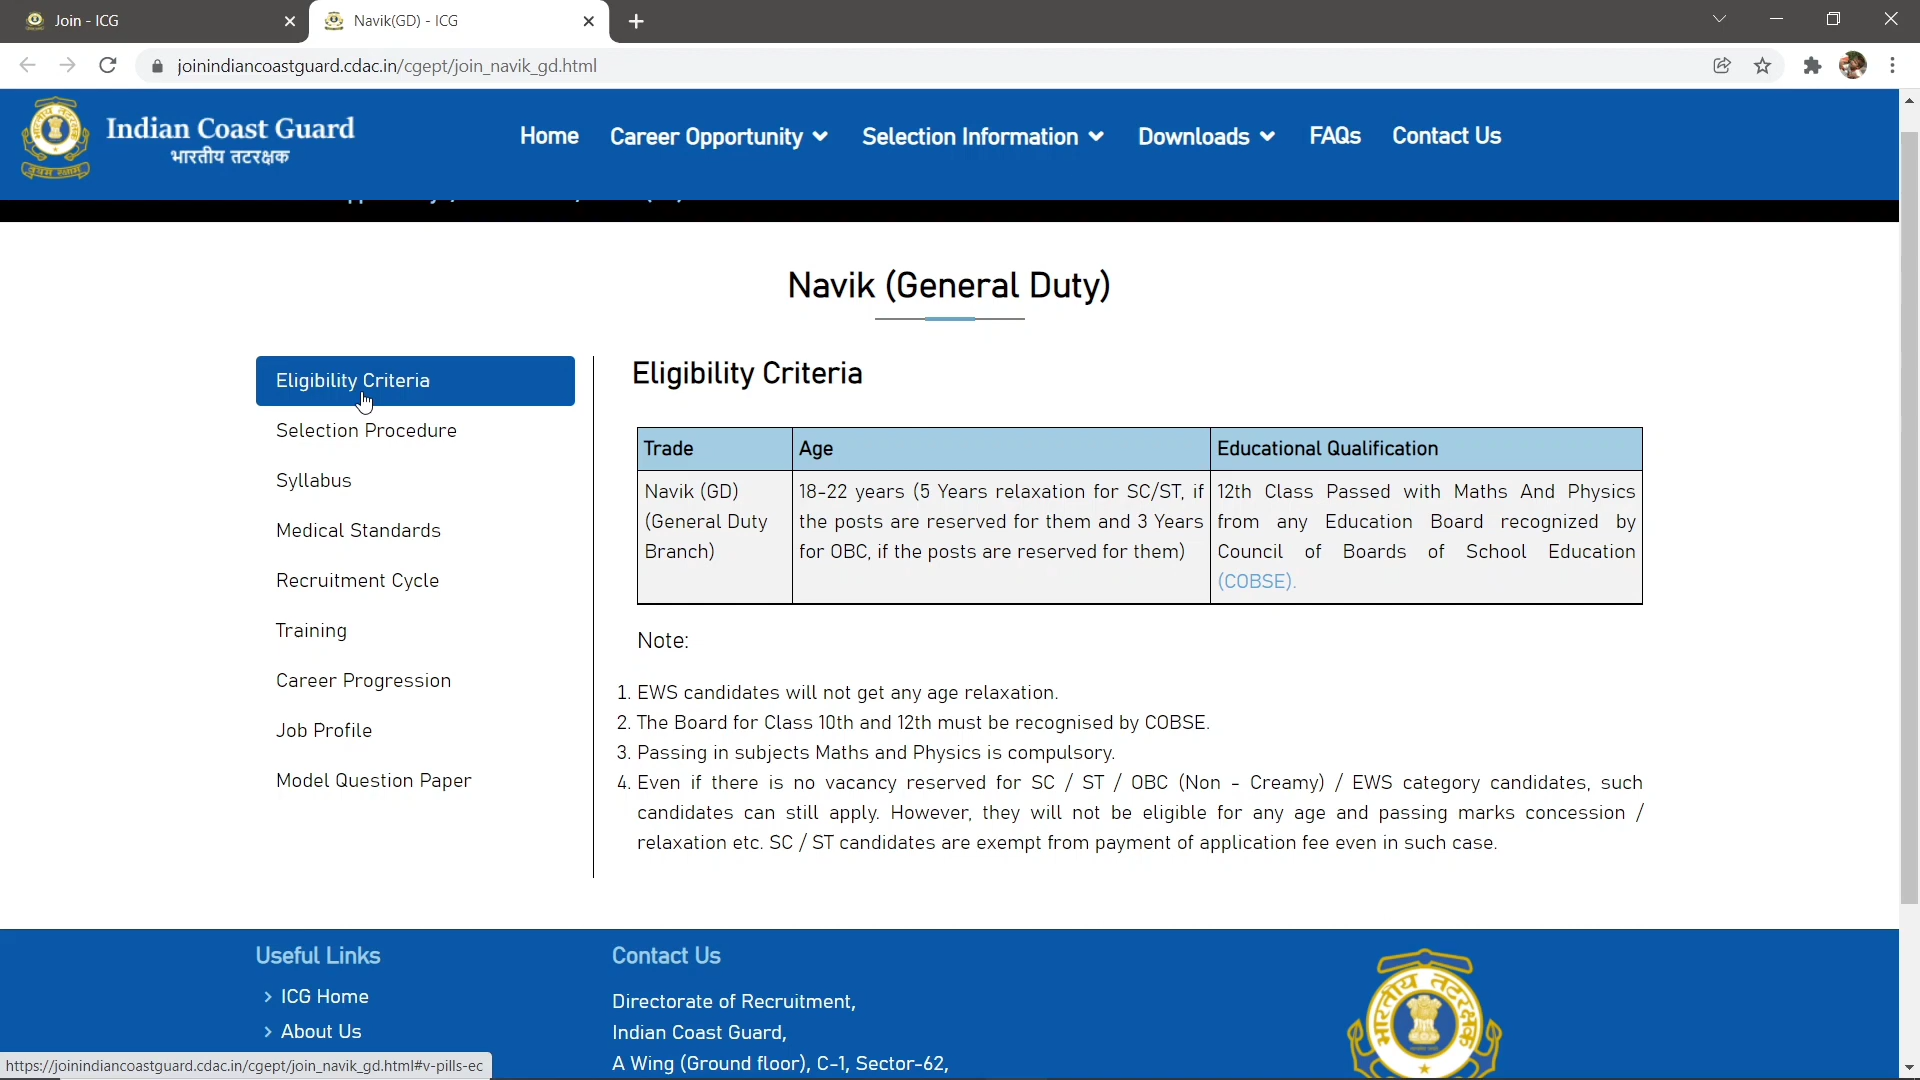 Join - ICG
Navik(GD) - ICG
joinindiancoastguard.cdac.in/cgept/join_navik_gd.html
Indian Coast Guard
भारतीय तटरक्षक
Home
Career Opportunity
Selection Information
Downloads
FAQs
Contact Us
Navik (General Duty)
Eligibility Criteria
Selection Procedure
Syllabus
Medical Standards
Recruitment Cycle
Training
Career Progression
Job Profile
Model Question Paper
Eligibility Criteria
Trade
Age
Educational Qualification
Navik (GD)
(General Duty
Branch)
18-22 years (5 Years relaxation for SC/ST, if
the posts are reserved for them and 3 Years
for OBC, if the posts are reserved for them)
12th Class Passed with Maths And Physics
from any Education Board recognized by
Council of Boards of School Education
(COBSE).
Note:
1. EWS candidates will not get any age relaxation.
2. The Board for Class 10th and 12th must be recognised by COBSE.
3. Passing in subjects Maths and Physics is compulsory.
4. Even if there is no vacancy reserved for SC / ST / OBC (Non - Creamy) / EWS category candidates, such
candidates can still apply. However, they will not be eligible for any age and passing marks concession /
relaxation etc. SC / ST candidates are exempt from payment of application fee even in such case.
Useful Links
> ICG Home
> About Us
Contact Us
Directorate of Recruitment,
Indian Coast Guard,
A Wing (Ground floor), C-1, Sector-62,
भारतीय तटरक्षक
https://joinindiancoastguard.cdac.in/cgept/join_navik_gd.html#v-pills-ec